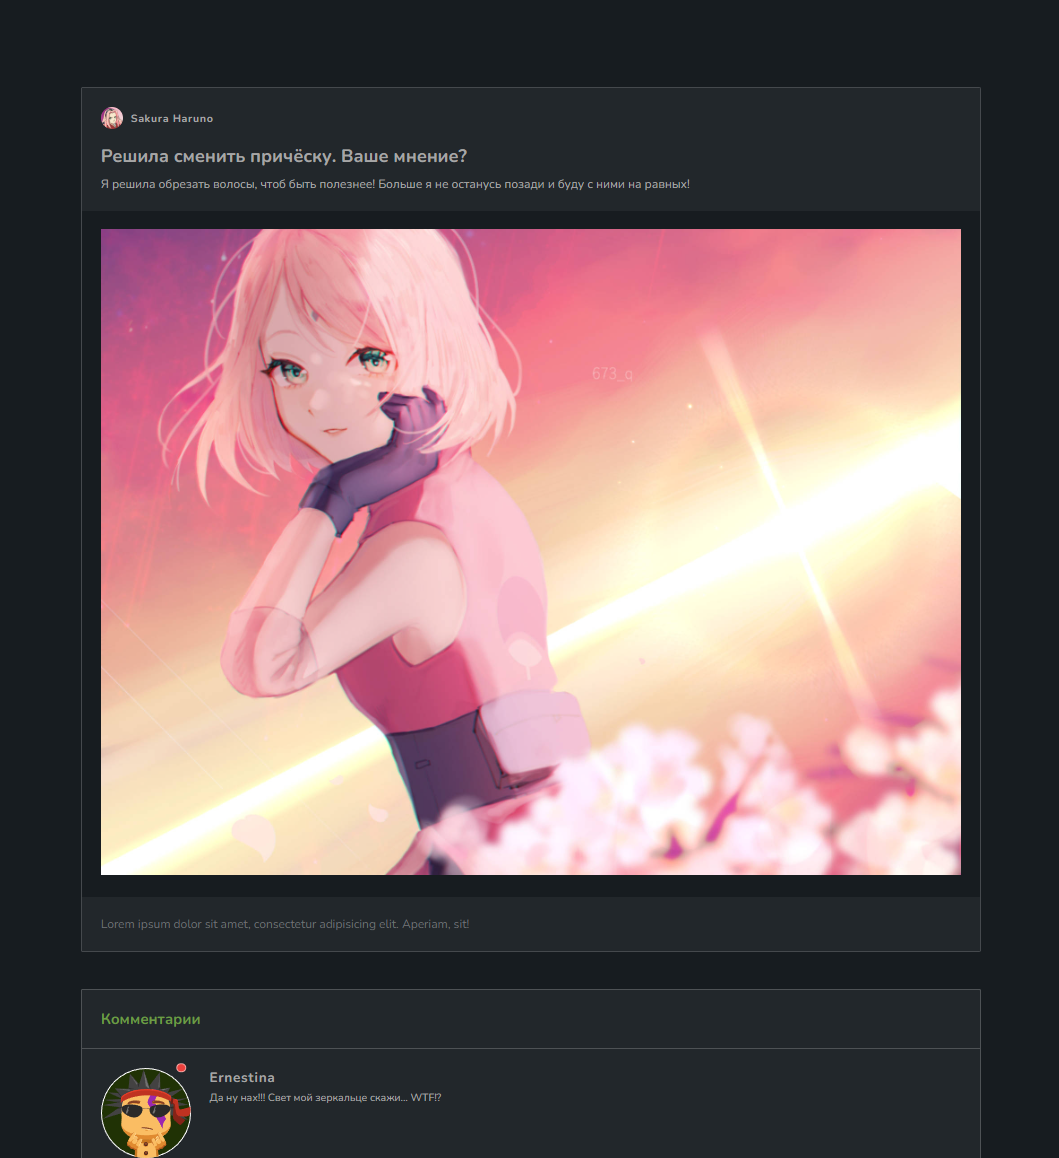 Sakura Haruno
Решила сменить причёску. Ваше мнение?
Я решила обрезать волосы, чтоб быть полезнее! Больше я не останусь позади и буду с ними на равных!
673_q
Lorem ipsum dolor sit amet, consectetur adipisicing elit. Aperiam, sit!
Комментарии
Ernestina
Да ну нах!!! Свет мой зеркальце скажи... WTF!?